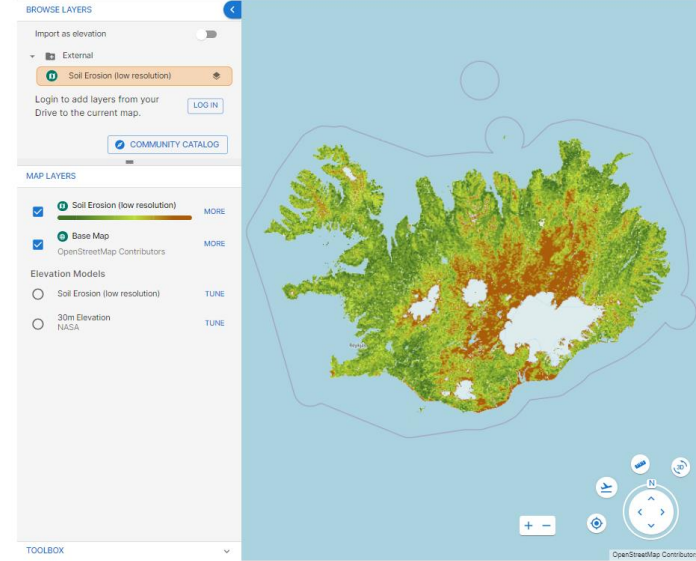 BROWSE LAYERS
Import as elevation
External
Soil Erosion (low resolution)
Login to add layers from your
Drive to the current map.
LOG IN
COMMUNITY CATALOG
MAP LAYERS
Soil Erosion (low resolution)
MORE
Base Map
OpenStreetMap Contributors
MORE
Elevation Models
Soil Erosion (low resolution)
TUNE
30m Elevation
NASA
TUNE
TOOLBOX
3D
N
OpenStreetMap Contributors